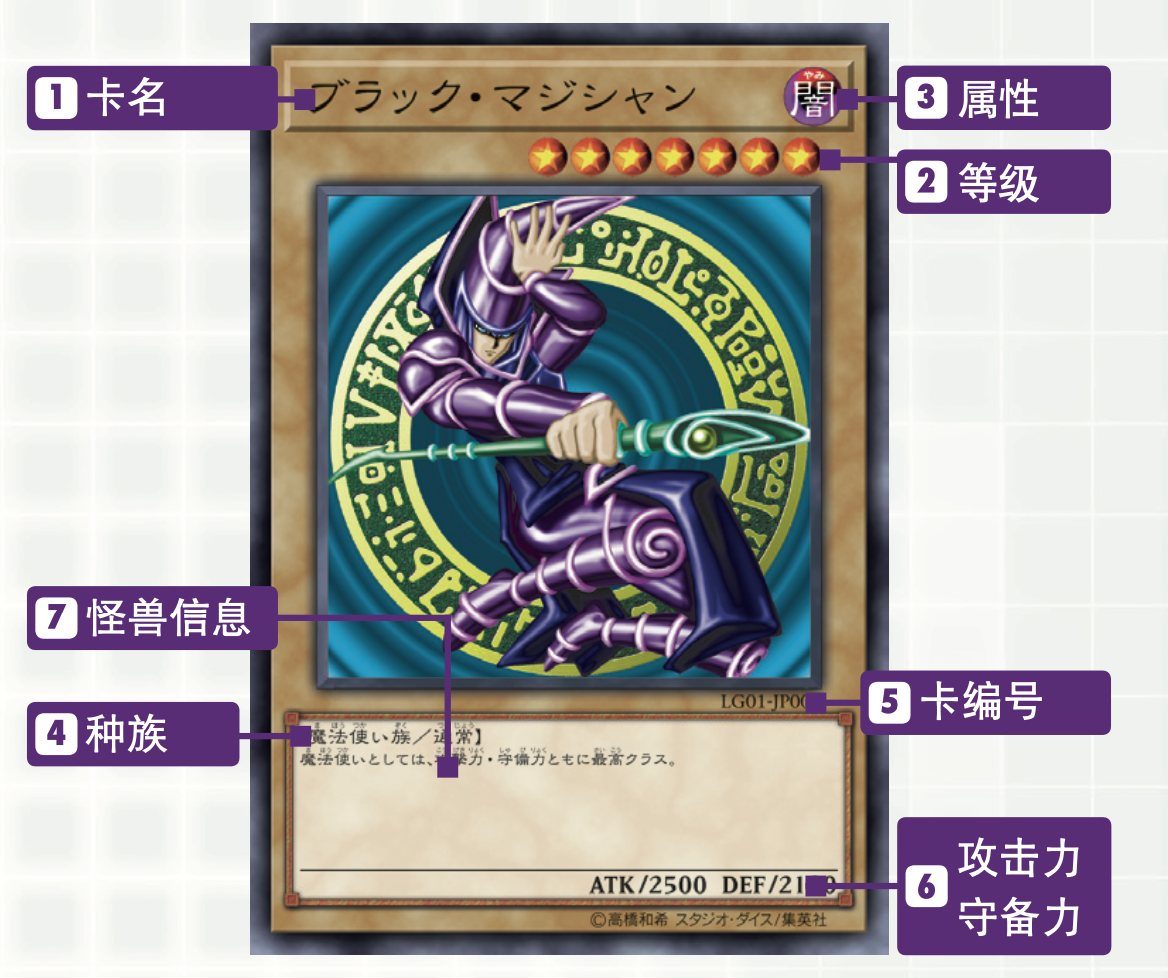 1 卡名
ブラック・マジシャン
やみ
闇
3 属性
2 等级
7 怪兽信息
LG01-JP00
5 卡编号
4 种族
魔法使い族／通常】
魔法使いとしては、攻撃力・守備力ともに最高クラス。
ATK/2500 DEF/21
6 攻击力
守备力
©高橋和希 スタジオ・ダイス/集英社